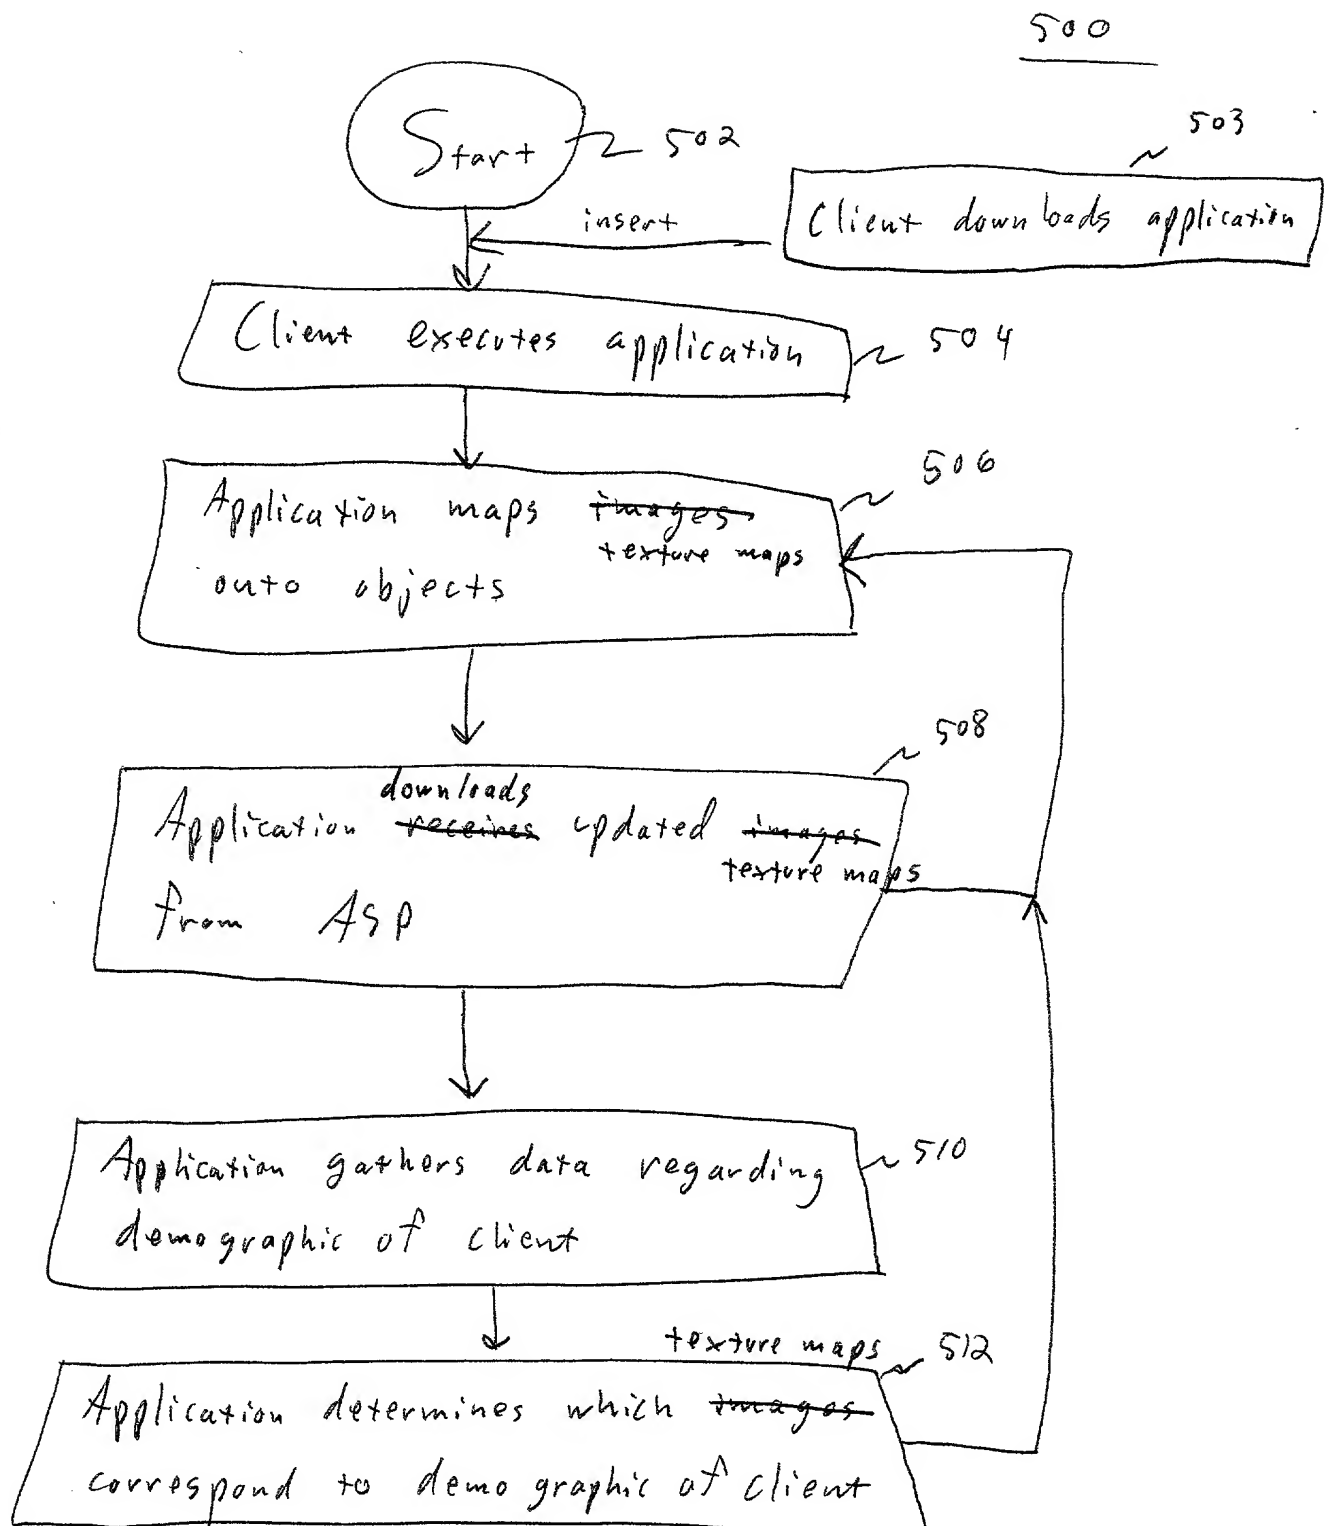 500
Start
502
503
insert
Client downloads application
Client executes application
504
506
Application maps images
texture maps
onto objects
508
downloads
Application receives updated images
texture maps
from ASP
Application gathers data regarding
510
demographic of client
texture maps
512
Application determines which images
correspond to demographic of client